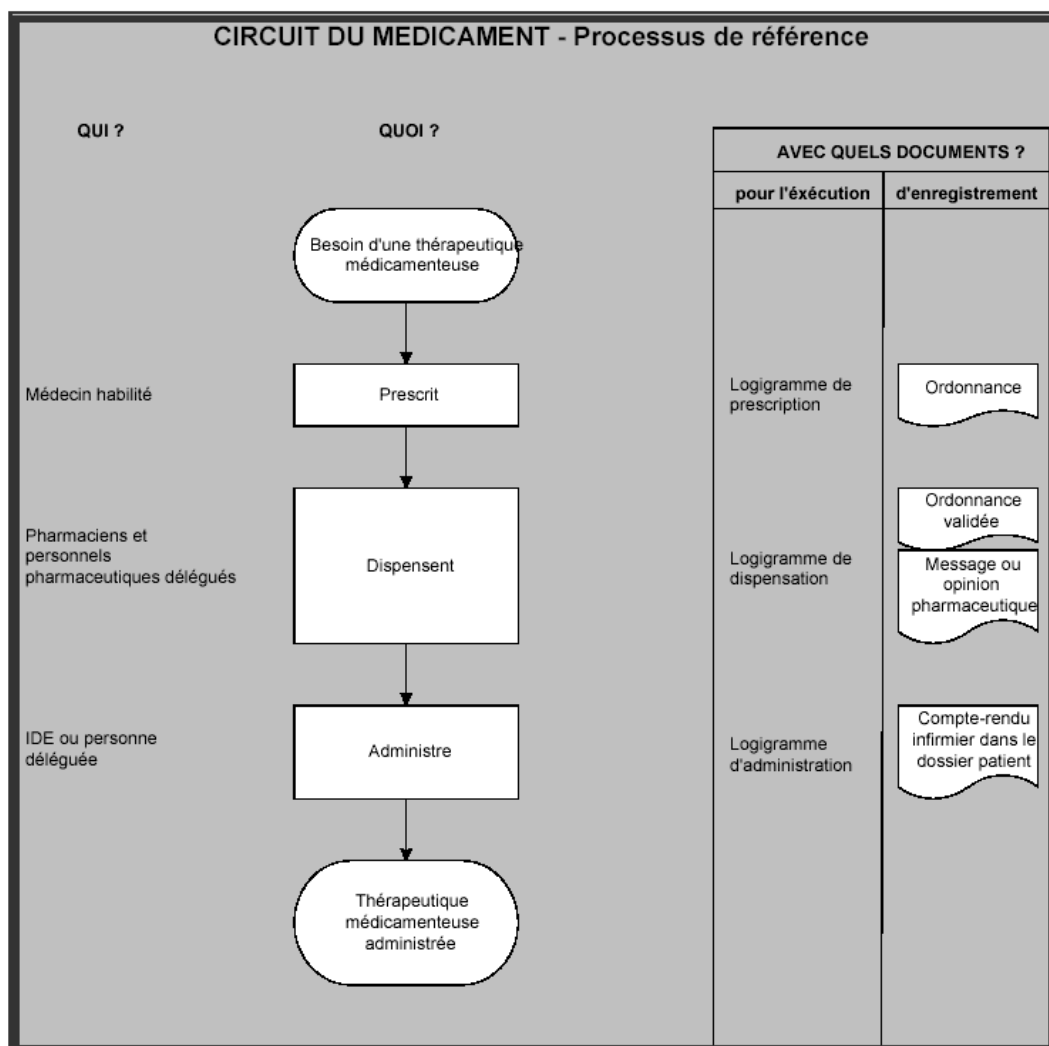 CIRCUIT DU MEDICAMENT - Processus de référence
QUI ?
QUOI ?
AVEC QUELS DOCUMENTS ?
pour l'éxécution
d'enregistrement
Besoin d'une thérapeutique
médicamenteuse
Médecin habilité
Prescrit
Logigramme de
prescription
Ordonnance
Pharmaciens et
personnels
pharmaceutiques délégués
Dispensent
Logigramme de
dispensation
Ordonnance
validée
Message ou
opinion
pharmaceutique
IDE ou personne
déléguée
Administre
Logigramme
d'administration
Compte-rendu
infirmier dans le
dossier patient
Thérapeutique
médicamenteuse
administrée